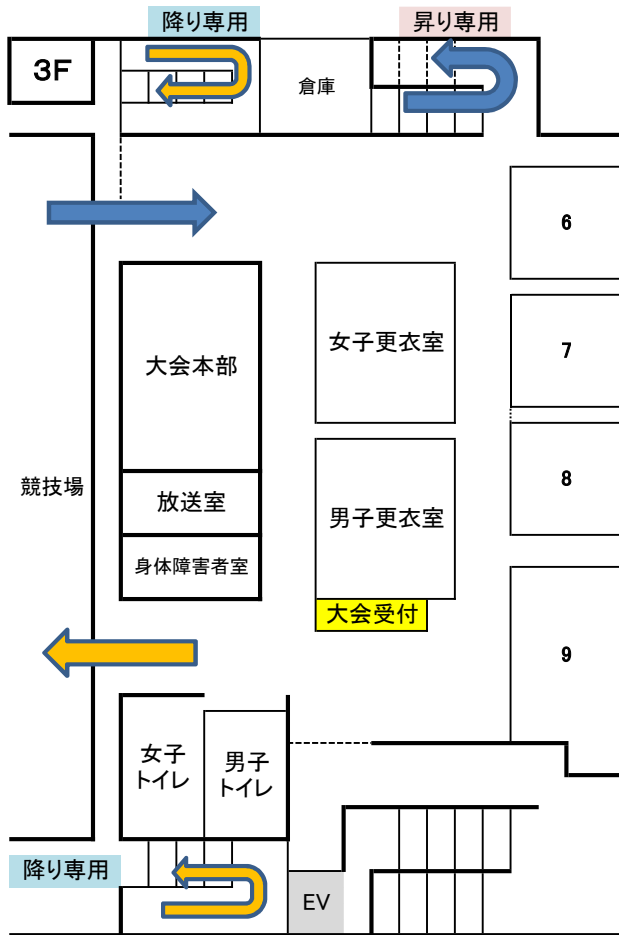 降り専用
昇り専用
3F
倉庫
6
女子更衣室
7
大会本部
8
競技場
放送室
男子更衣室
身体障害者室
大会受付
9
女子
トイレ
男子
トイレ
降り専用
EV